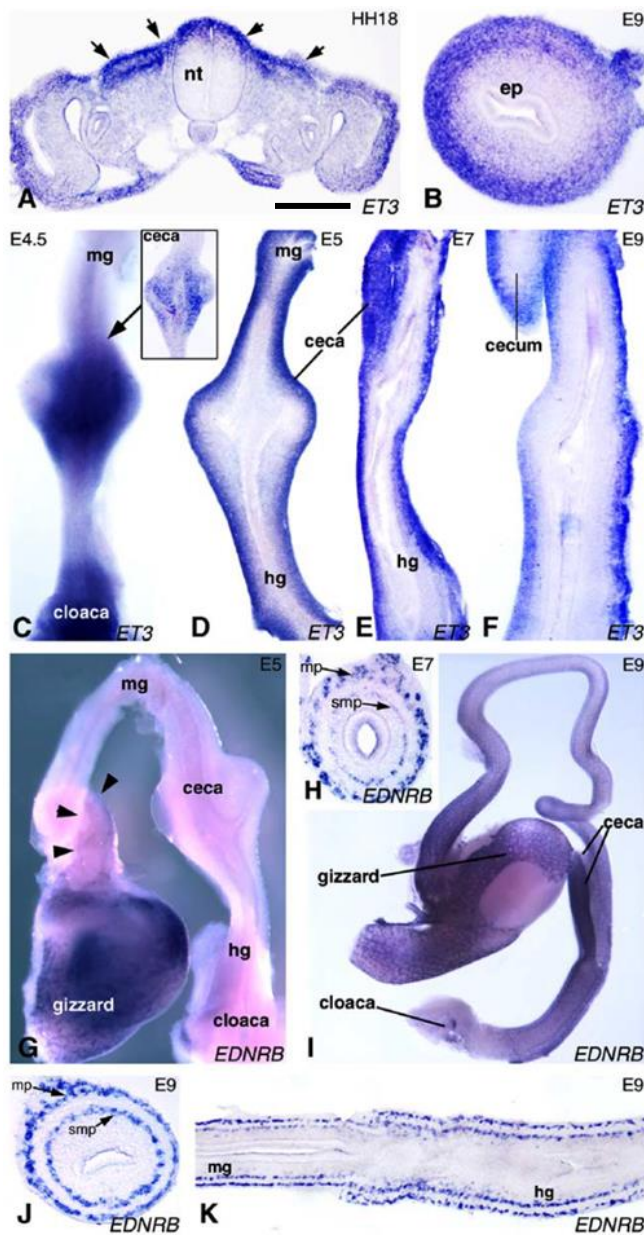 HH18
nt
A
ET3
E9
ep
B
ET3
E4.5
mg
ceca
cloaca
C
ET3
E5
mg
ceca
hg
D
ET3
E7
hg
E
ET3
E9
cecum
F
ET3
E5
mg
ceca
gizzard
hg
cloaca
G
EDNRB
mp
E7
smp
H
EDNRB
E9
ceca
gizzard
cloaca
I
EDNRB
mp
E9
smp
J
EDNRB
E9
mg
hg
K
EDNRB